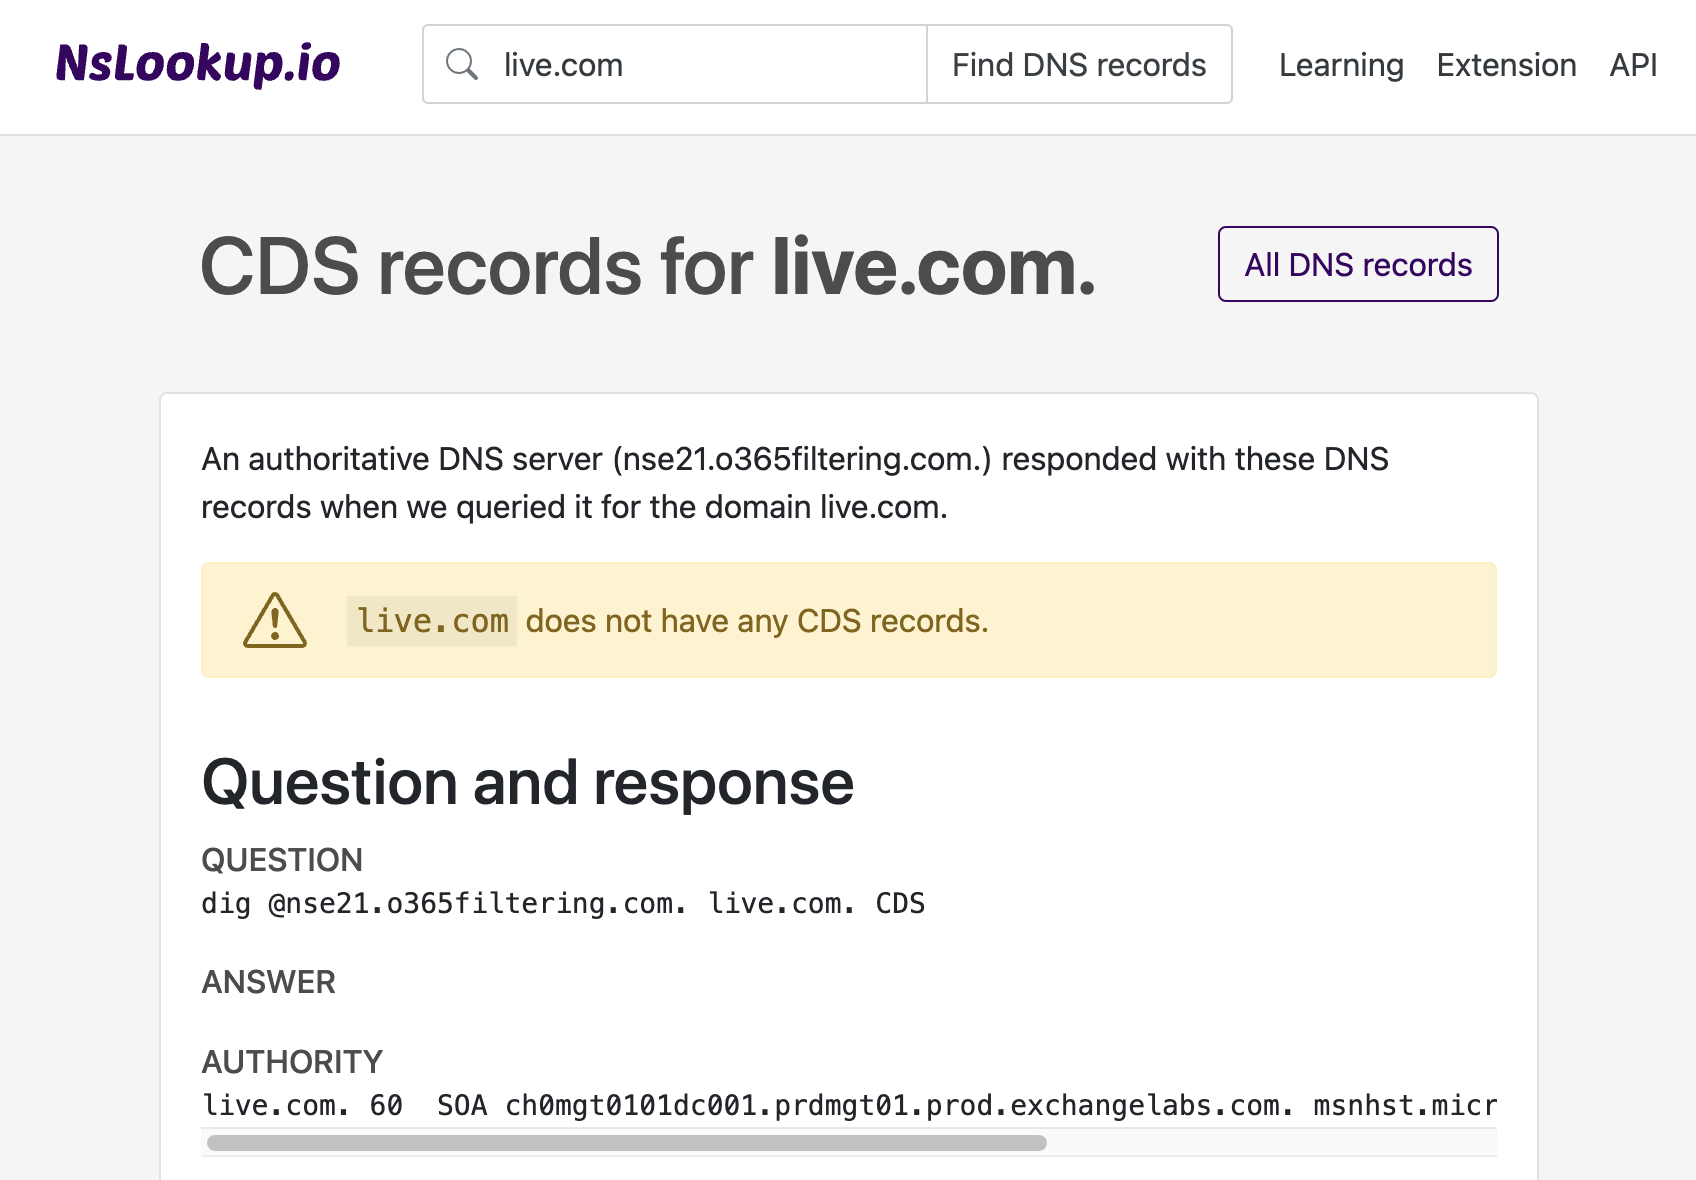 NsLookup.io
live.com
Find DNS records
Learning
Extension
API
CDS records for live.com.
All DNS records
An authoritative DNS server (nse21.o365filtering.com.) responded with these DNS
records when we queried it for the domain live.com.
live.com does not have any CDS records.
Question and response
QUESTION
dig @nse21.o365filtering.com. live.com. CDS
ANSWER
AUTHORITY
live.com. 60  SOA ch0mgt0101dc001.prdmgt01.prod.exchangelabs.com. msnhst.micr